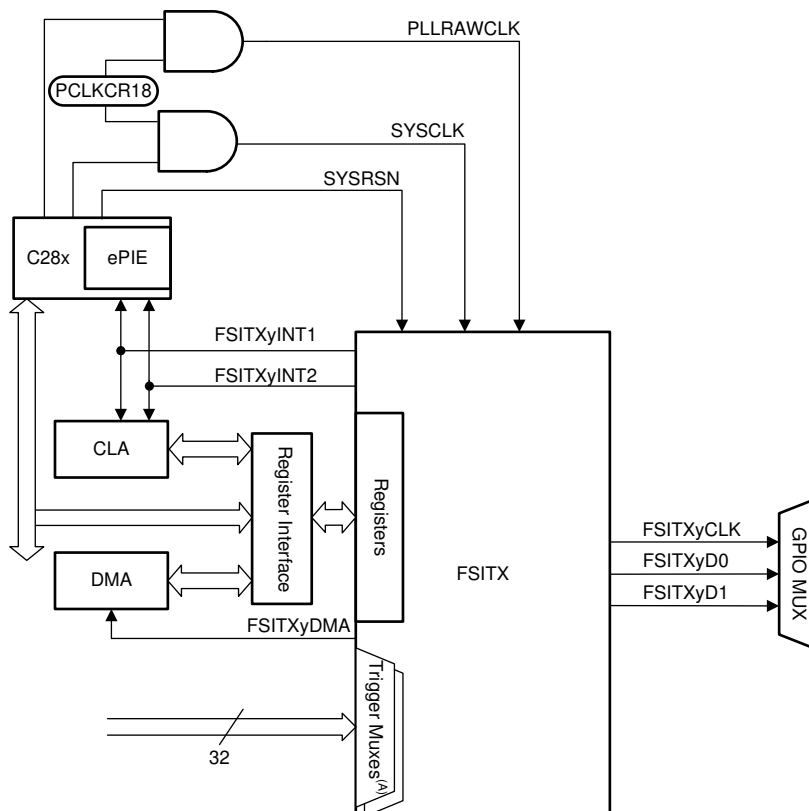 PLLRAWCLK
PCLKCR18
SYSCLK
SYSRSN
C28x
ePIE
FSITXyINT1
FSITXyINT2
CLA
Register Interface
Registers
FSITX
DMA
FSITXyDMA
FSITXyCLK
FSITXyD0
FSITXyD1
GPIO MUX
Trigger Muxes(A)
32